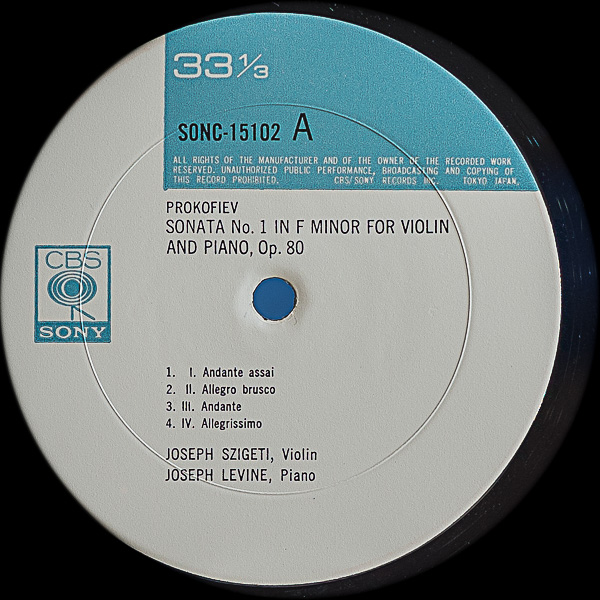 33 1/3
SONC-15102 A
ALL RIGHTS OF THE MANUFACTURER AND OF THE OWNER OF THE RECORDED WORK
RESERVED. UNAUTHORIZED PUBLIC PERFORMANCE, BROADCASTING AND COPYING OF
THIS RECORD PROHIBITED. CBS/SONY RECORDS INC. TOKYO JAPAN.
PROKOFIEV
SONATA No. 1 IN F MINOR FOR VIOLIN
AND PIANO, Op. 80
CBS
SONY
1. I. Andante assai
2. II. Allegro brusco
3. III. Andante
4. IV. Allegrissimo
JOSEPH SZIGETI, Violin
JOSEPH LEVINE, Piano